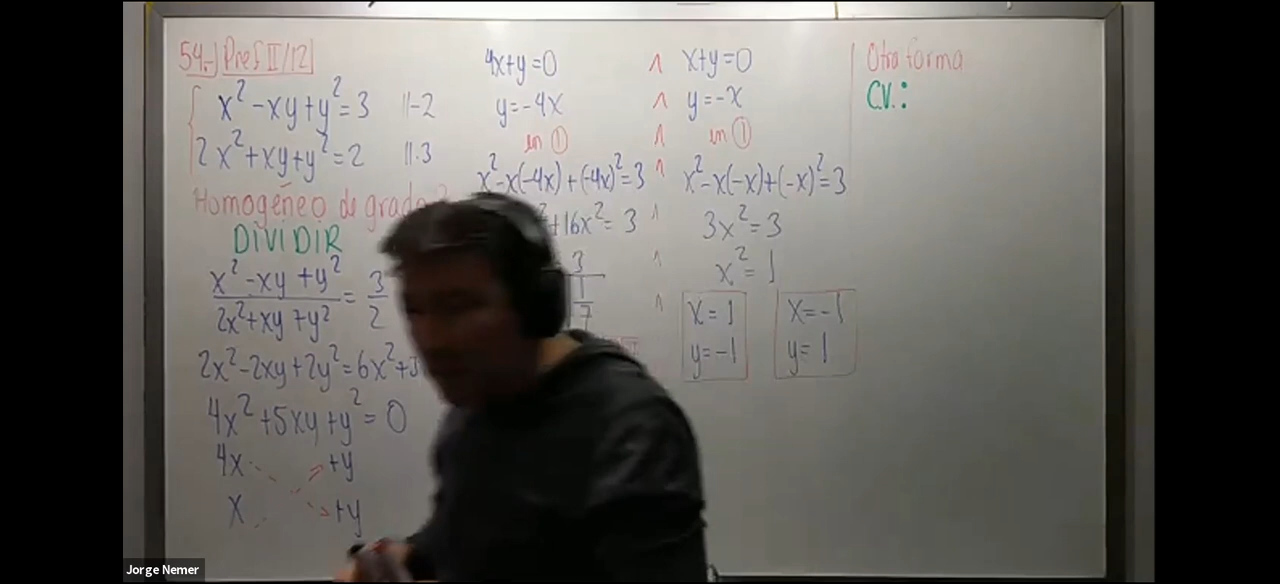 54.-) Pref II/12
x² - xy + y² = 3 ||·2
2x² + xy + y² = 2 ||·3
Homogéneo de grado
DIVIDIR
x² - xy + y² / 2x² + xy + y² = 3/2
2x² - 2xy + 2y² = 6x² +
4x² + 5xy + y² = 0
4x +y
x +y
4x+y=0 ∧ x+y=0
y=-4x ∧ y=-x
en ① ∧ en ①
x² - x(-4x) + (-4x)² = 3 ∧ x² - x(-x) + (-x)² = 3
+16x² = 3 ∧ 3x² = 3
3 ∧ x² = 1
∧ x = 1 x = -1
y = -1 y = 1
Otra forma
C.V.:
Jorge Nemer